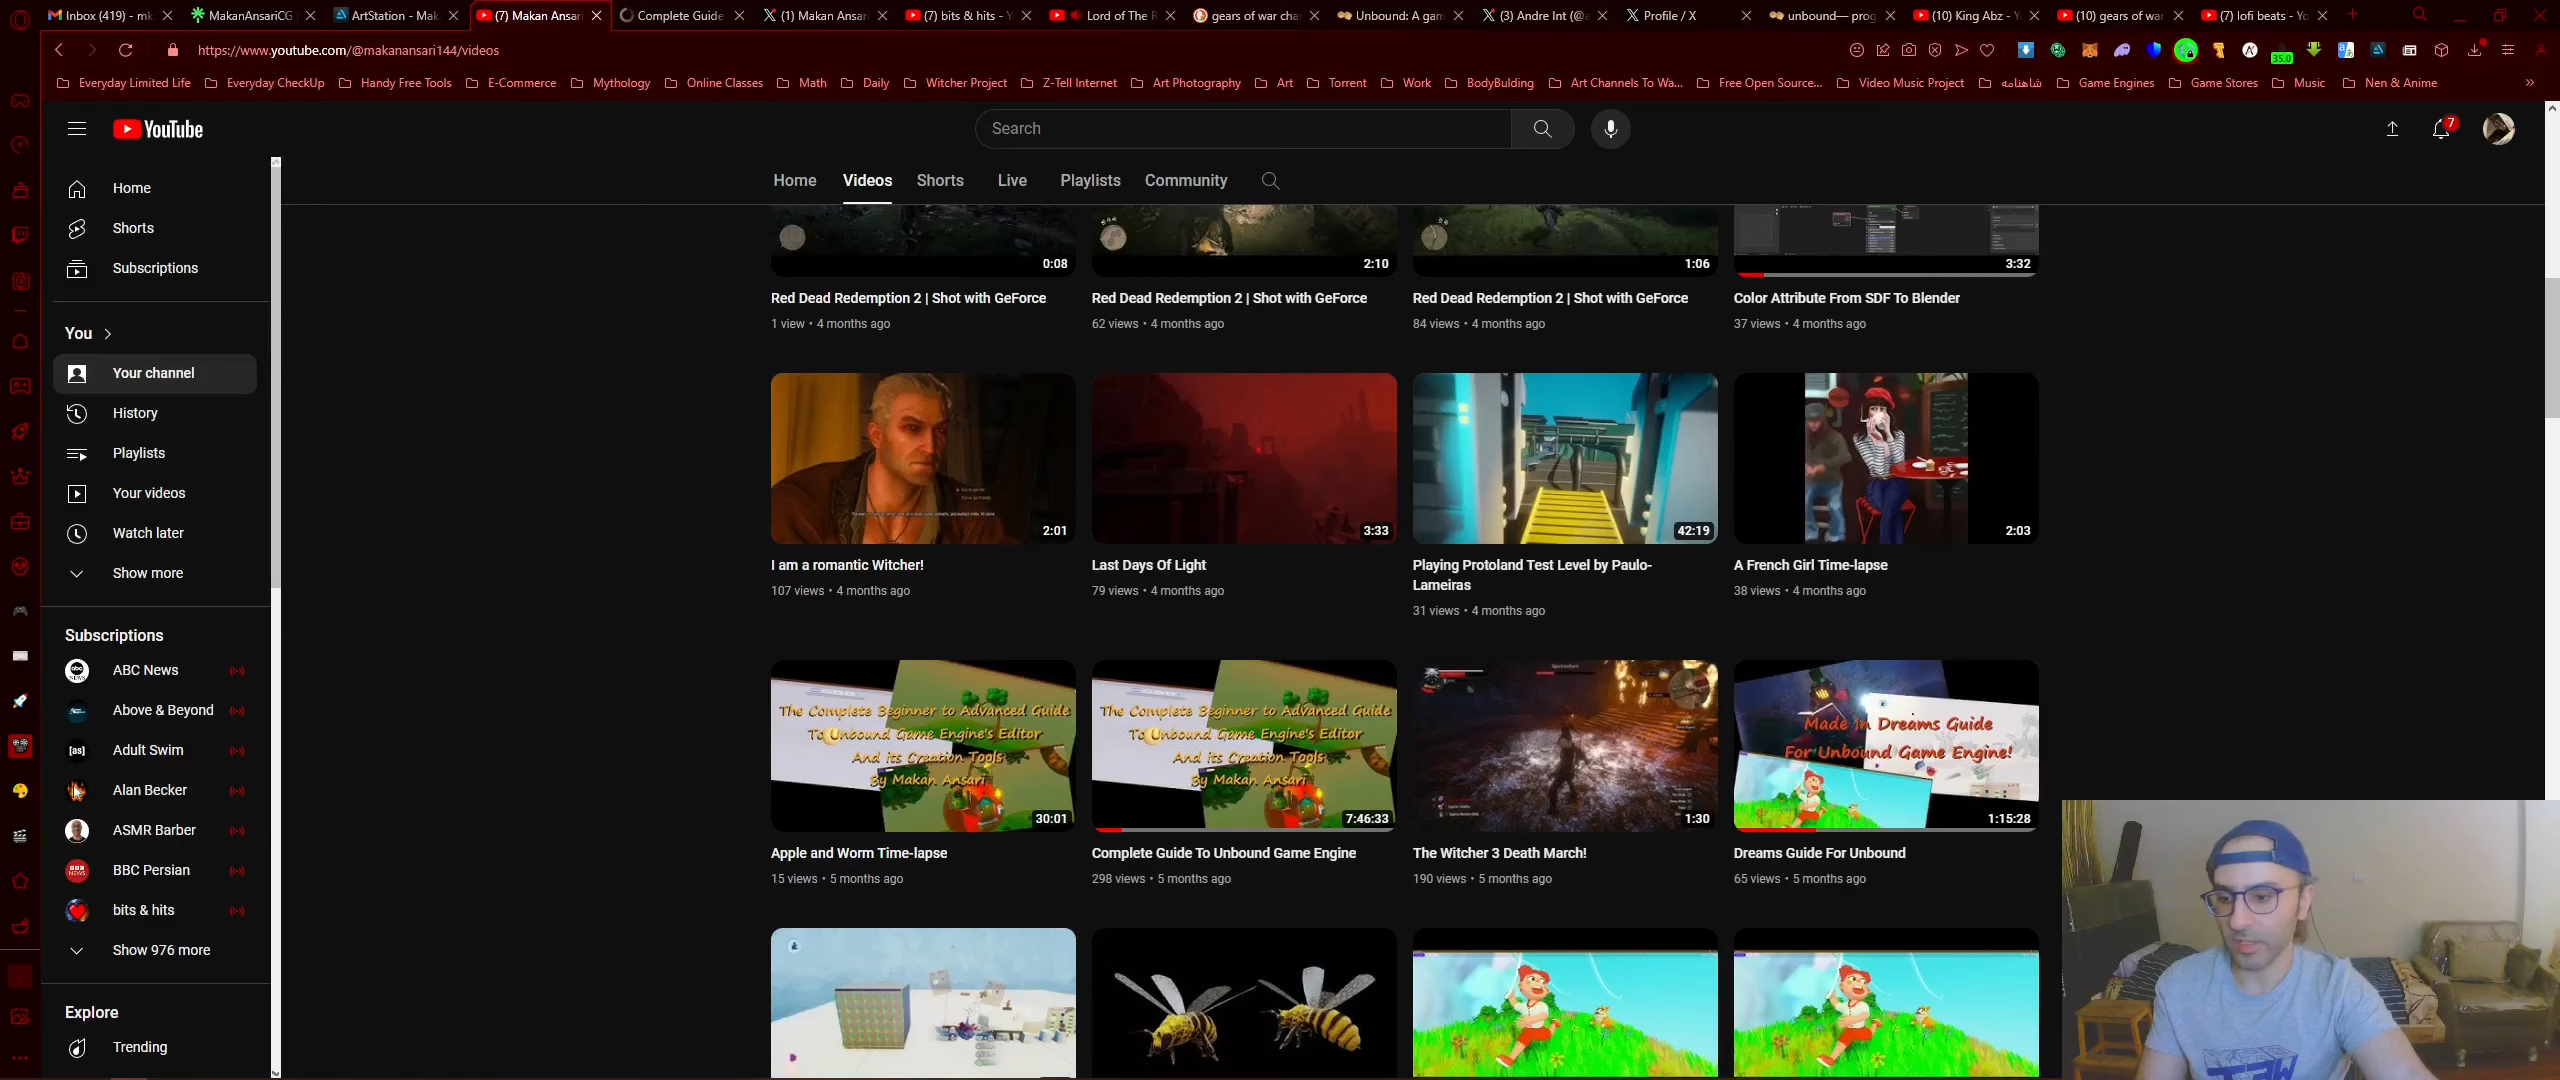 Inbox (419) - mk
MakanAnsariCG
ArtStation - Mak
(7) Makan Ansari
Complete Guide
(1) Makan Ansari
(7) bits & hits - Y
Lord of The R
gears of war cha
Unbound: A gam
(3) Andre Int (@a
Profile / X
unbound— prog
(10) King Abz - Y
(10) gears of war
(7) lofi beats - Yo
https://www.youtube.com/@makanansari144/videos
35.0
Everyday Limited Life
Everyday CheckUp
Handy Free Tools
E-Commerce
Mythology
Online Classes
Math
Daily
Witcher Project
Z-Tell Internet
Art Photography
Art
Torrent
Work
BodyBulding
Art Channels To Wa...
Free Open Source...
Video Music Project
شاهنامه
Game Engines
Game Stores
Music
Nen & Anime
YouTube
Search
7
Home
Shorts
Subscriptions
You
Your channel
History
Playlists
Your videos
Watch later
Show more
Subscriptions
ABC News
Above & Beyond
Adult Swim
Alan Becker
ASMR Barber
BBC Persian
bits & hits
Show 976 more
Explore
Trending
Home
Videos
Shorts
Live
Playlists
Community
0:08
2:10
1:06
3:32
Red Dead Redemption 2 | Shot with GeForce
1 view • 4 months ago
Red Dead Redemption 2 | Shot with GeForce
62 views • 4 months ago
Red Dead Redemption 2 | Shot with GeForce
84 views • 4 months ago
Color Attribute From SDF To Blender
37 views • 4 months ago
2:01
3:33
42:19
2:03
I am a romantic Witcher!
107 views • 4 months ago
Last Days Of Light
79 views • 4 months ago
Playing Protoland Test Level by Paulo-
Lameiras
31 views • 4 months ago
A French Girl Time-lapse
38 views • 4 months ago
The Complete Beginner to Advanced Guide
To Unbound Game Engine's Editor
And its Creation Tools
By Makan Ansari
30:01
The Complete Beginner to Advanced Guide
To Unbound Game Engine's Editor
And its Creation Tools
By Makan Ansari
7:46:33
1:30
Made In Dreams Guide
For Unbound Game Engine!
1:15:28
Apple and Worm Time-lapse
15 views • 5 months ago
Complete Guide To Unbound Game Engine
298 views • 5 months ago
The Witcher 3 Death March!
190 views • 5 months ago
Dreams Guide For Unbound
65 views • 5 months ago